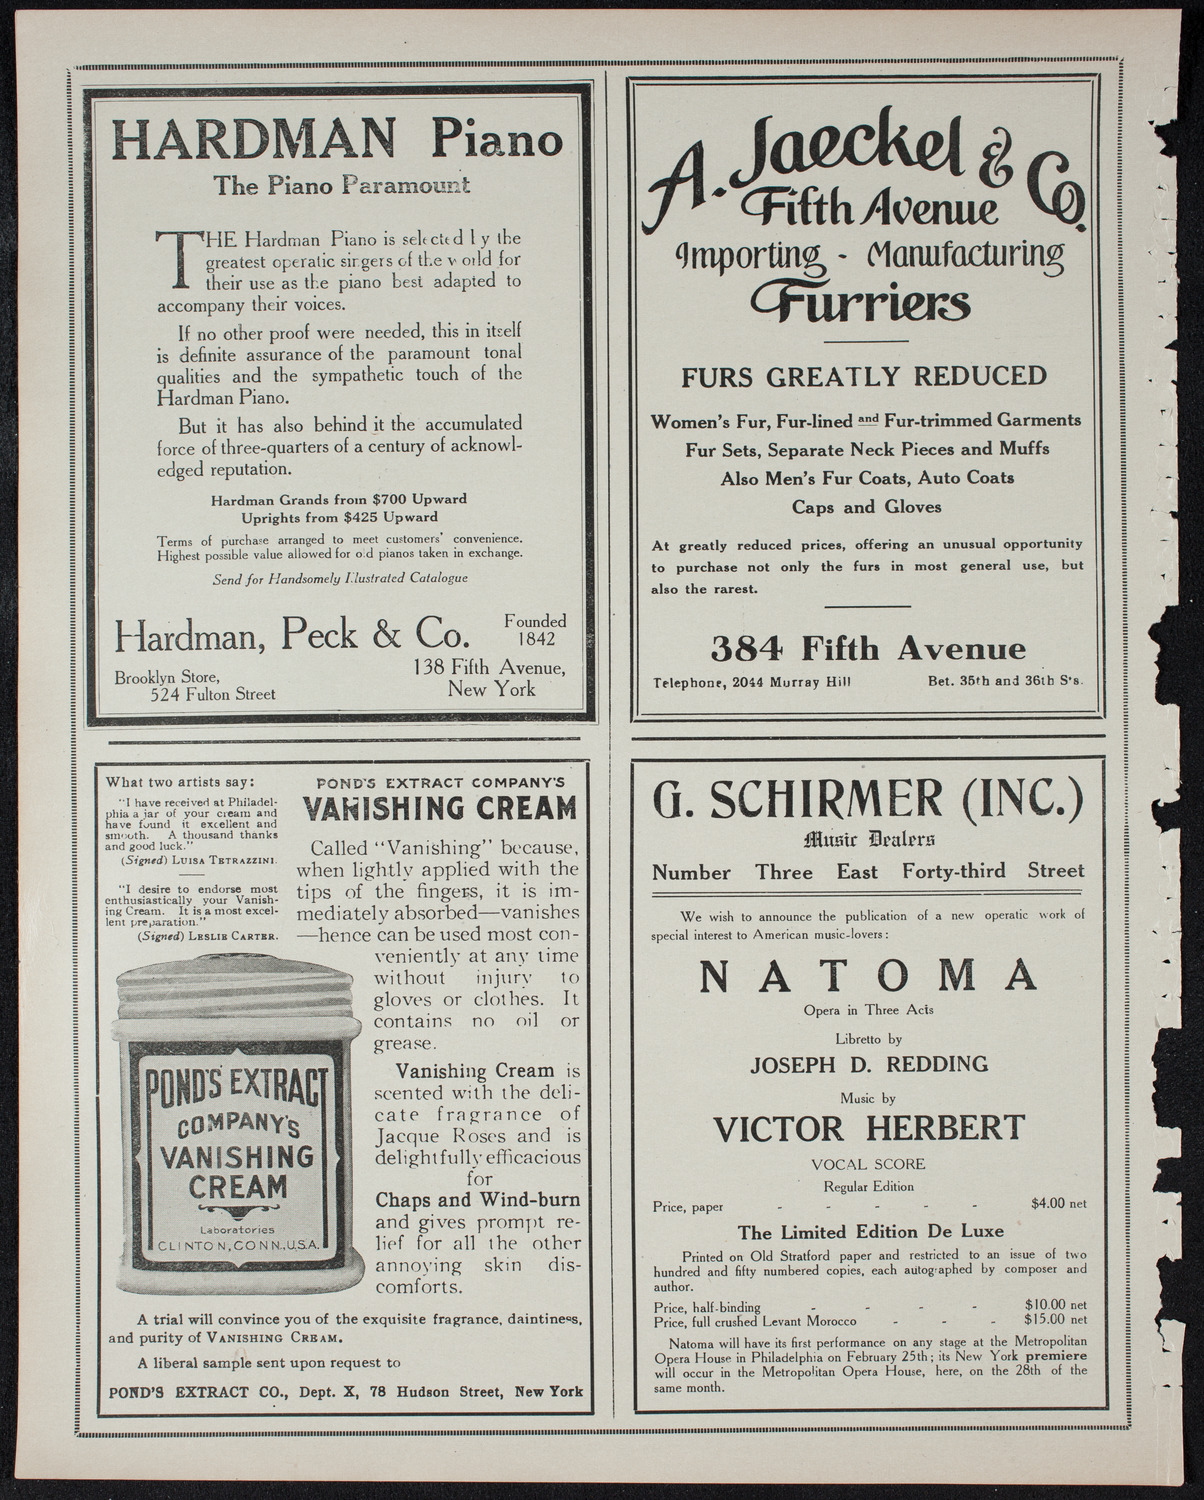 HARDMAN Piano
The Piano Paramount
THE Hardman Piano is selected by the
greatest operatic singers of the world for
their use as the piano best adapted to
accompany their voices.
If no other proof were needed, this in itself
is definite assurance of the paramount tonal
qualities and the sympathetic touch of the
Hardman Piano.
But it has also behind it the accumulated
force of three-quarters of a century of acknowl-
edged reputation.
Hardman Grands from $700 Upward
Uprights from $425 Upward
Terms of purchase arranged to meet customers' convenience.
Highest possible value allowed for old pianos taken in exchange.
Send for Handsomely Illustrated Catalogue
Hardman, Peck & Co.
Founded
1842
Brooklyn Store,
524 Fulton Street
138 Fifth Avenue,
New York
A. Jaeckel & Co.
Fifth Avenue
Importing - Manufacturing
Furriers
FURS GREATLY REDUCED
Women's Fur, Fur-lined and Fur-trimmed Garments
Fur Sets, Separate Neck Pieces and Muffs
Also Men's Fur Coats, Auto Coats
Caps and Gloves
At greatly reduced prices, offering an unusual opportunity
to purchase not only the furs in most general use, but
also the rarest.
384 Fifth Avenue
Telephone, 2044 Murray Hill Bet. 35th and 36th Sts.
What two artists say:
"I have received at Philadel-
phia a jar of your cream and
have found it excellent and
smooth. A thousand thanks
and good luck."
(Signed) LUISA TETRAZZINI.
"I desire to endorse most
enthusiastically your Vanish-
ing Cream. It is a most excel-
lent preparation."
(Signed) LESLIE CARTER.
POND'S EXTRACT COMPANY'S
VANISHING CREAM
Called "Vanishing" because,
when lightly applied with the
tips of the fingers, it is im-
mediately absorbed—vanishes
—hence can be used most con-
veniently at any time
without injury to
gloves or clothes. It
contains no oil or
grease.
Vanishing Cream is
scented with the deli-
cate fragrance of
Jacque Roses and is
delightfully efficacious
for
Chaps and Wind-burn
and gives prompt re-
lief for all the other
annoying skin dis-
comforts.
POND'S EXTRACT
COMPANY'S
VANISHING
CREAM
Laboratories
CLINTON, CONN., U.S.A.
A trial will convince you of the exquisite fragrance, daintiness,
and purity of VANISHING CREAM.
A liberal sample sent upon request to
POND'S EXTRACT CO., Dept. X, 78 Hudson Street, New York
G. SCHIRMER (INC.)
Music Dealers
Number Three East Forty-third Street
We wish to announce the publication of a new operatic work of
special interest to American music-lovers:
NATOMA
Opera in Three Acts
Libretto by
JOSEPH D. REDDING
Music by
VICTOR HERBERT
VOCAL SCORE
Regular Edition
Price, paper - - - - - $4.00 net
The Limited Edition De Luxe
Printed on Old Stratford paper and restricted to an issue of two
hundred and fifty numbered copies, each autographed by composer and
author.
Price, half-binding - - - - $10.00 net
Price, full crushed Levant Morocco - - - $15.00 net
Natoma will have its first performance on any stage at the Metropolitan
Opera House in Philadelphia on February 25th; its New York premiere
will occur in the Metropolitan Opera House, here, on the 28th of the
same month.